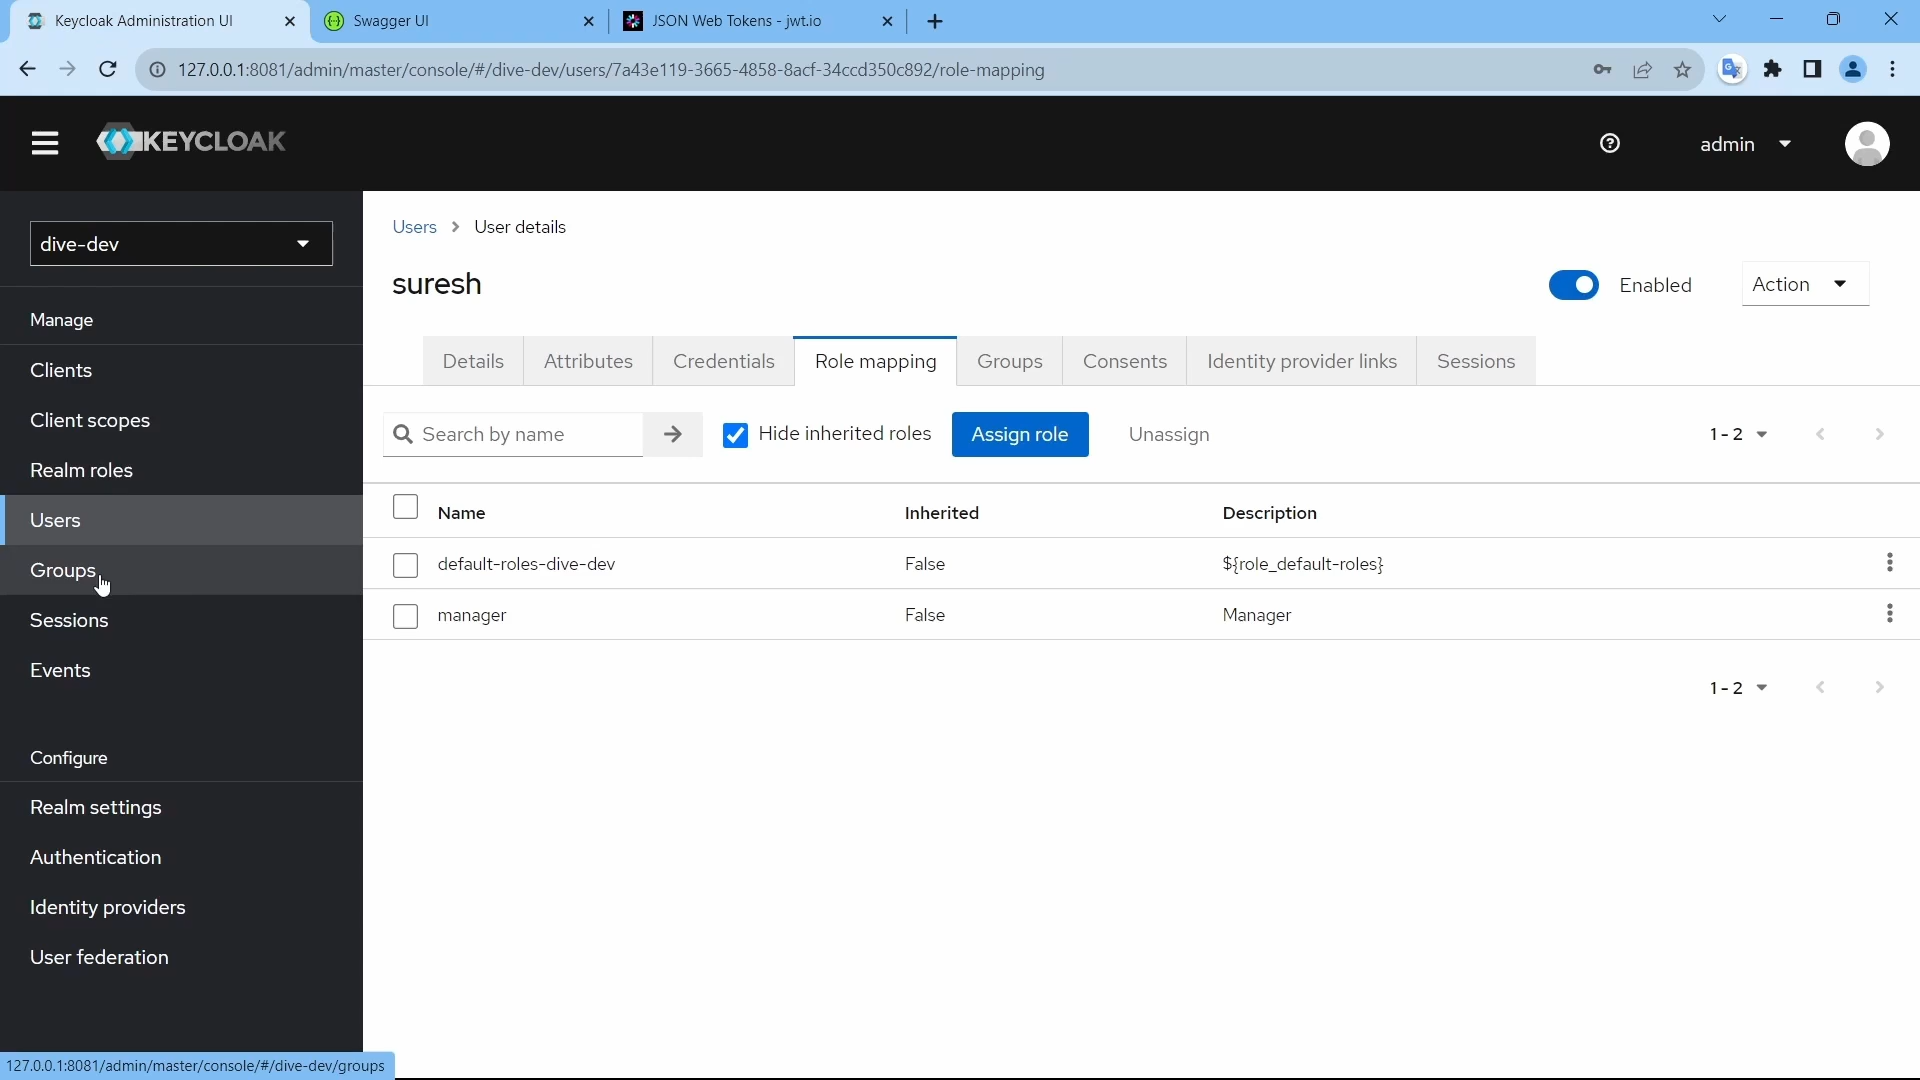 Keycloak Administration UI
Swagger UI
JSON Web Tokens - jwt.io
127.0.0.1:8081/admin/master/console/#/dive-dev/users/7a43e119-3665-4858-8acf-34ccd350c892/role-mapping
KEYCLOAK
admin
dive-dev
Manage
Clients
Client scopes
Realm roles
Users
Groups
Sessions
Events
Configure
Realm settings
Authentication
Identity providers
User federation
Users > User details
suresh
Enabled
Action
Details Attributes Credentials Role mapping Groups Consents Identity provider links Sessions
Search by name Hide inherited roles Assign role Unassign 1 - 2
Name Inherited Description
default-roles-dive-dev False ${role_default-roles}
manager False Manager
1 - 2
127.0.0.1:8081/admin/master/console/#/dive-dev/groups